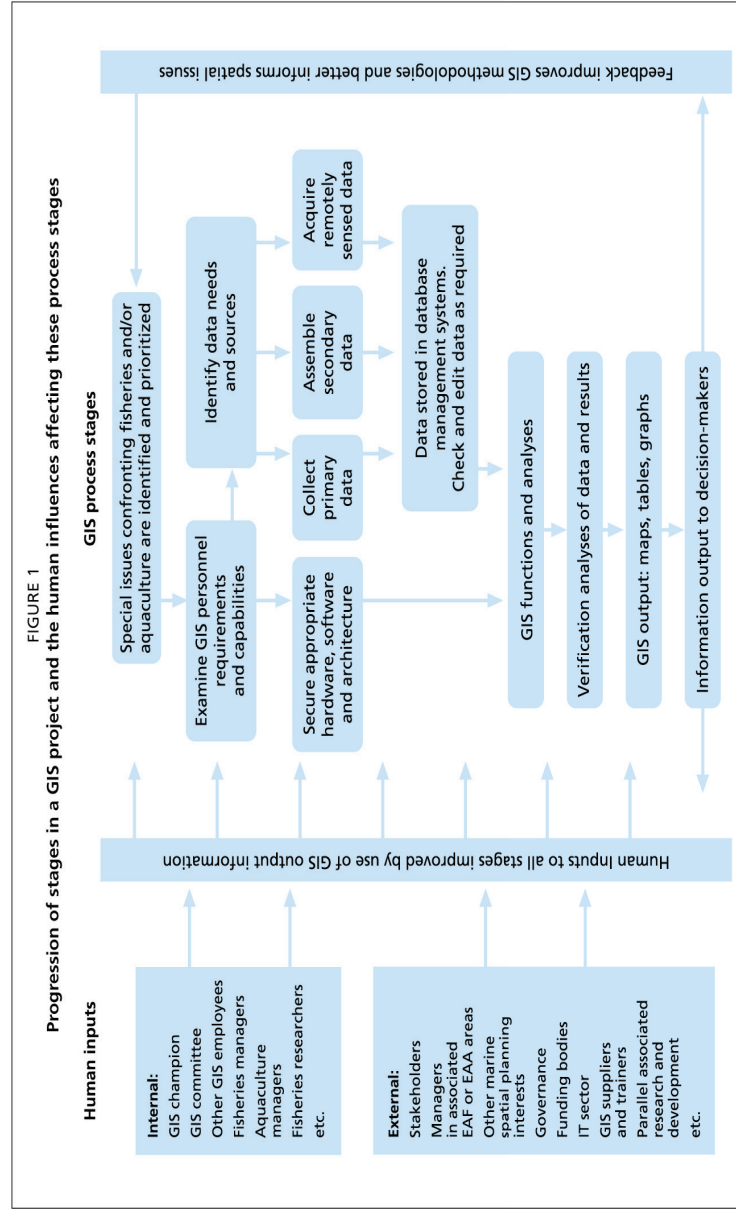 FIGURE 1
Progression of stages in a GIS project and the human influences affecting these process stages
Human inputs
Internal:
GIS champion
GIS committee
Other GIS employees
Fisheries managers
Aquaculture
managers
Fisheries researchers
etc.
External:
Stakeholders
Managers
in associated
EAF or EAA areas
Other marine
spatial planning
interests
Governance
Funding bodies
IT sector
GIS suppliers
and trainers
Parallel associated
research and
development
etc.
Human Inputs to all stages improved by use of GIS output information
GIS process stages
Special issues confronting fisheries and/or
aquaculture are identified and prioritized
Examine GIS personnel
requirements
and capabilities
Identify data needs
and sources
Secure appropriate
hardware, software
and architecture
Collect
primary
data
Assemble
secondary
data
Acquire
remotely
sensed data
Data stored in database
management systems.
Check and edit data as required
GIS functions and analyses
Verification analyses of data and results
GIS output: maps, tables, graphs
Information output to decision-makers
Feedback improves GIS methodologies and better informs spatial issues